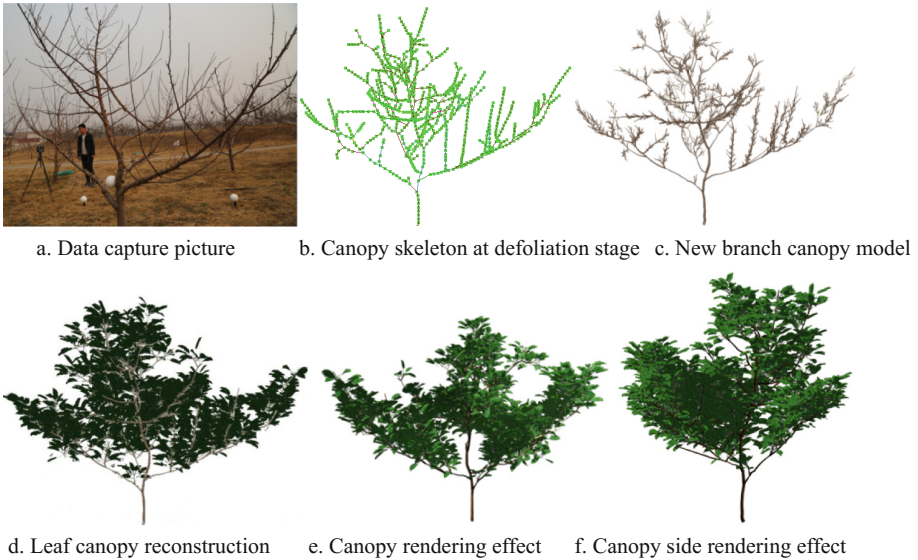 a. Data capture picture
b. Canopy skeleton at defoliation stage
c. New branch canopy model
d. Leaf canopy reconstruction
e. Canopy rendering effect
f. Canopy side rendering effect